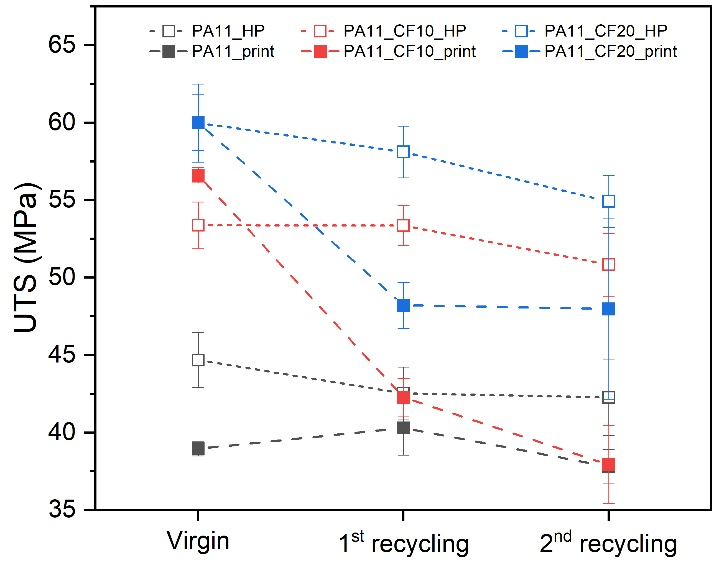 PA11_HP PA11_CF10_HP PA11_CF20_HP
PA11_print PA11_CF10_print PA11_CF20_print
65
60
55
50
45
40
35
UTS (MPa)
Virgin 1st recycling 2nd recycling